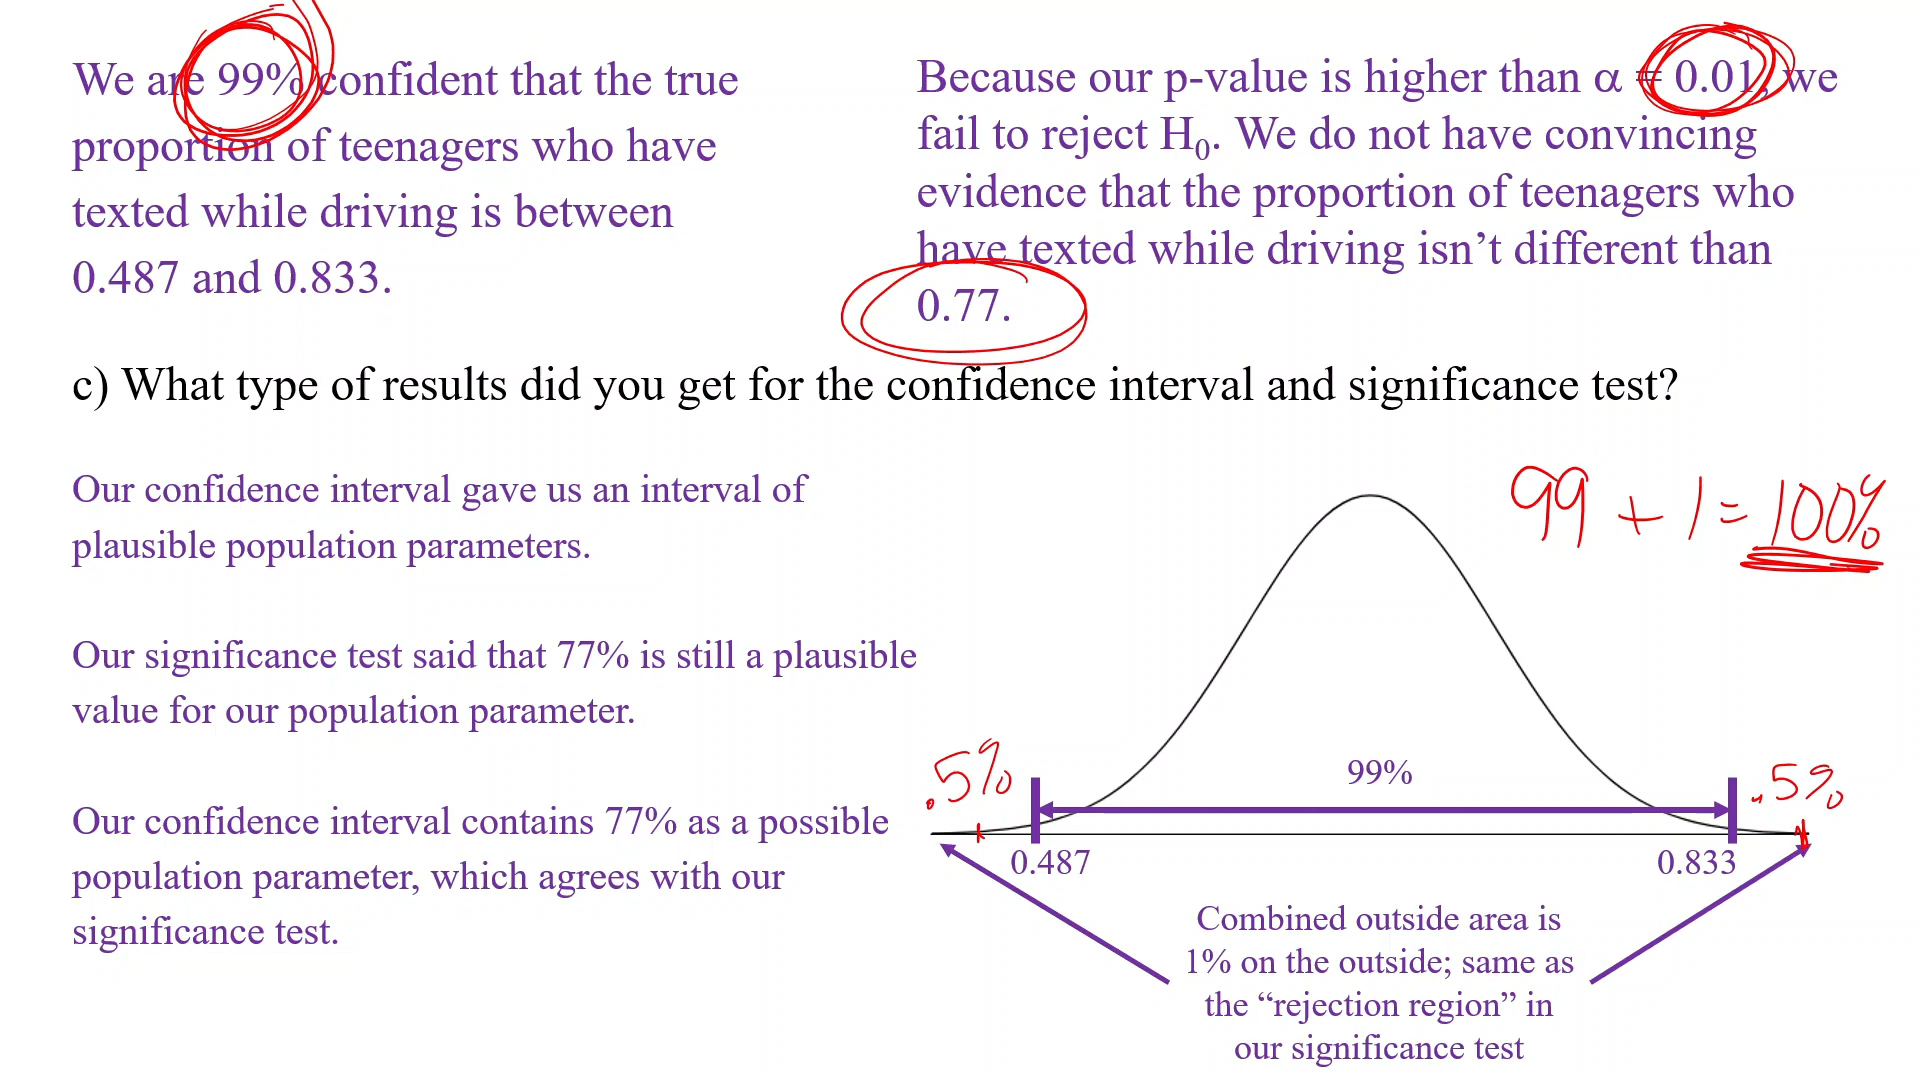 We are 99% confident that the true
proportion of teenagers who have
texted while driving is between
0.487 and 0.833.
Because our p-value is higher than α = 0.01, we
fail to reject H₀. We do not have convincing
evidence that the proportion of teenagers who
have texted while driving isn’t different than
0.77.
c) What type of results did you get for the confidence interval and significance test?
Our confidence interval gave us an interval of
plausible population parameters.
Our significance test said that 77% is still a plausible
value for our population parameter.
Our confidence interval contains 77% as a possible
population parameter, which agrees with our
significance test.
99 + 1 = 100%
.5%
99%
.5%
0.487
0.833
Combined outside area is
1% on the outside; same as
the “rejection region” in
our significance test